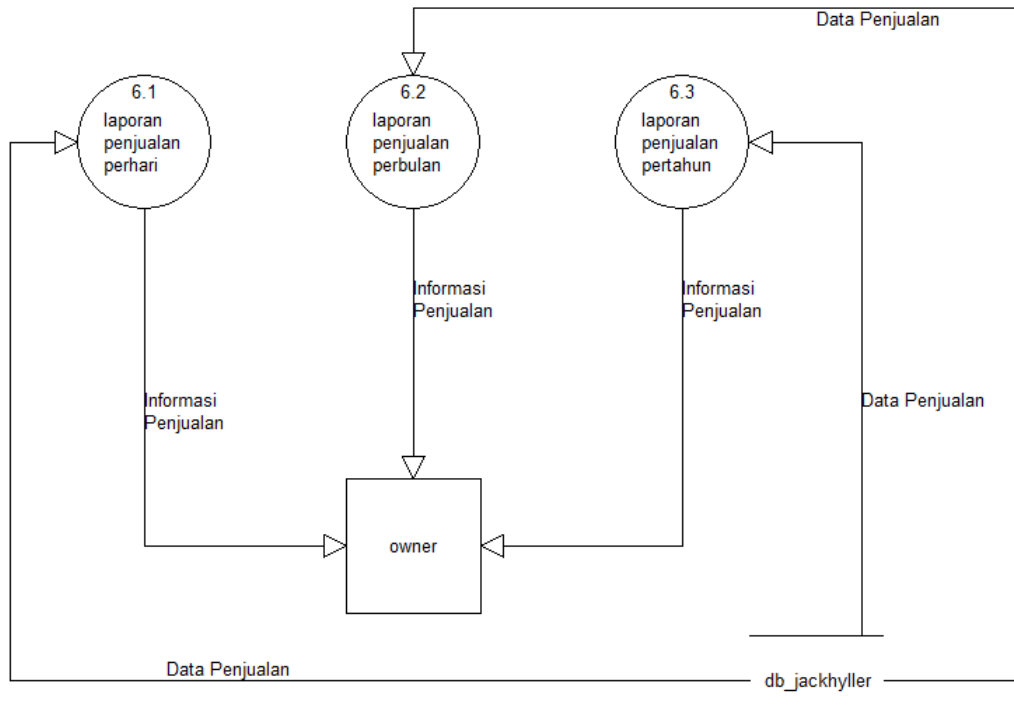 Data Penjualan
6.1
laporan
penjualan
perhari
6.2
laporan
penjualan
perbulan
6.3
laporan
penjualan
pertahun
Informasi
Penjualan
Informasi
Penjualan
Informasi
Penjualan
Data Penjualan
owner
Data Penjualan
db_jackhyller